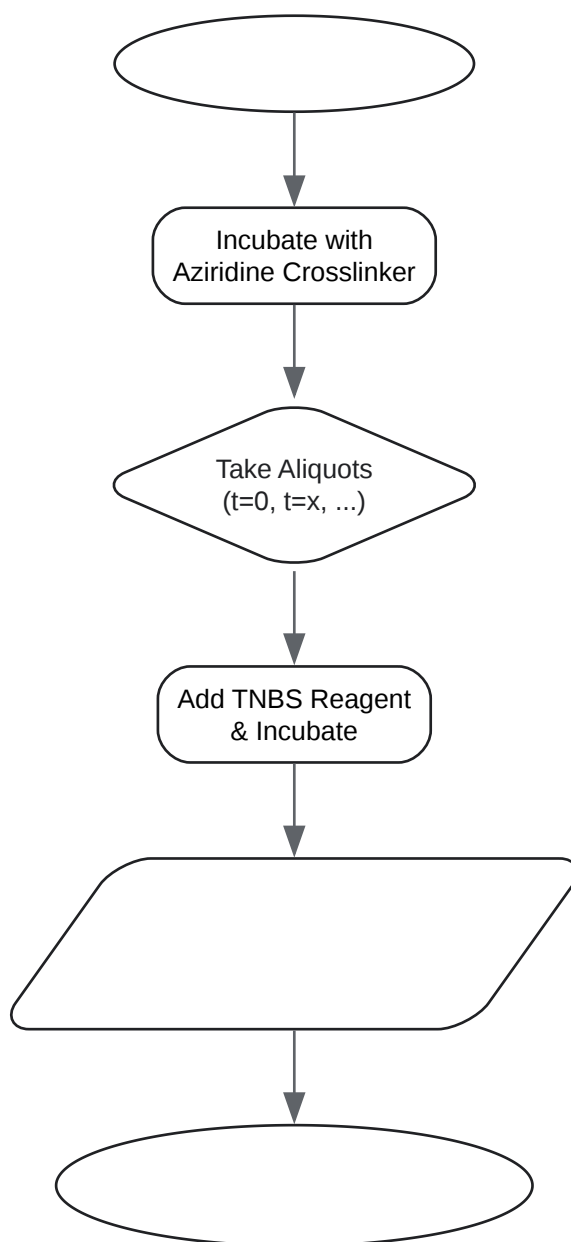 Incubate with
Aziridine Crosslinker
Take Aliquots
(t=0, t=x, ...)
Add TNBS Reagent
& Incubate